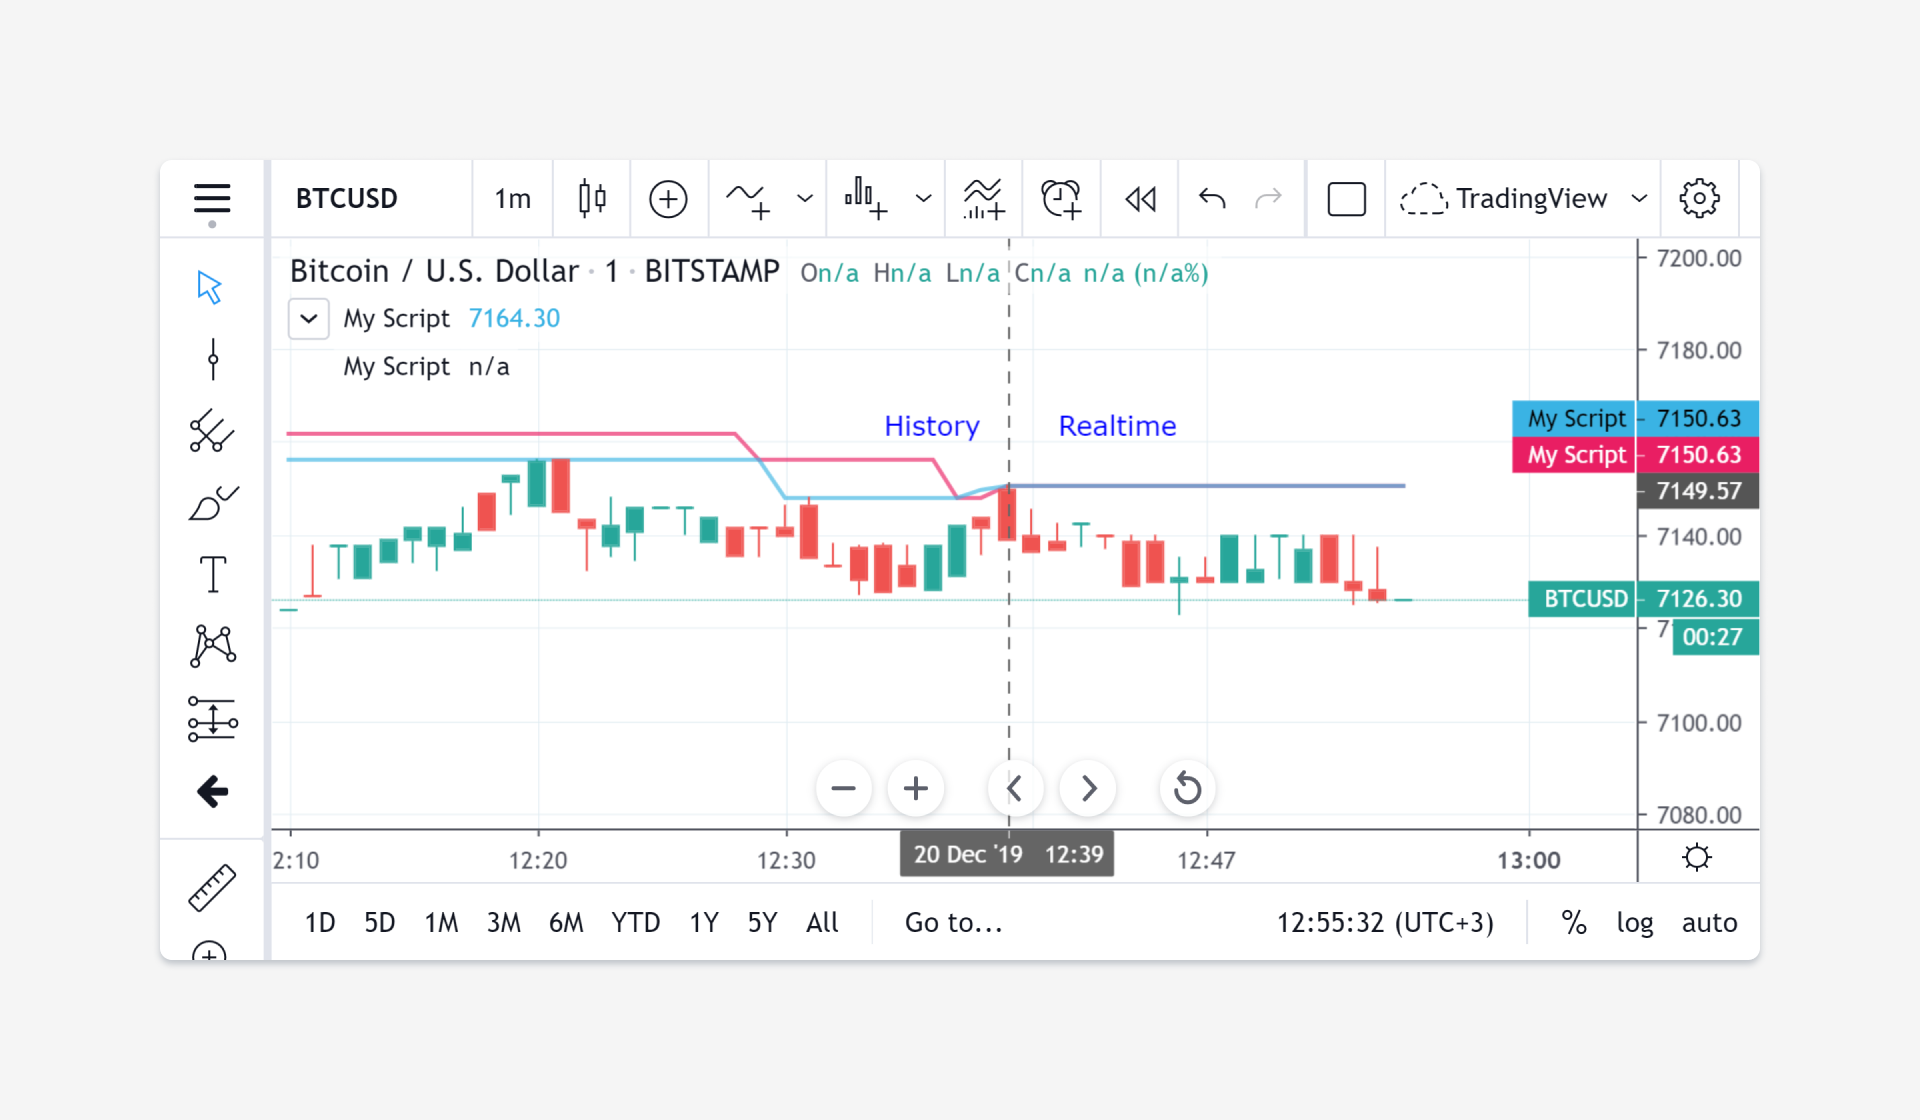 BTCUSD 1m TradingView
Bitcoin / U.S. Dollar · 1 · BITSTAMP On/a Hn/a Ln/a Cn/a n/a (n/a%)
My Script 7164.30
My Script n/a
History Realtime
7200.00
7180.00
My Script 7150.63
My Script 7150.63
7149.57
7140.00
BTCUSD 7126.30
00:27
7100.00
7080.00
2:10 12:20 12:30 20 Dec '19 12:39 12:47 13:00
1D 5D 1M 3M 6M YTD 1Y 5Y All Go to... 12:55:32 (UTC+3) % log auto